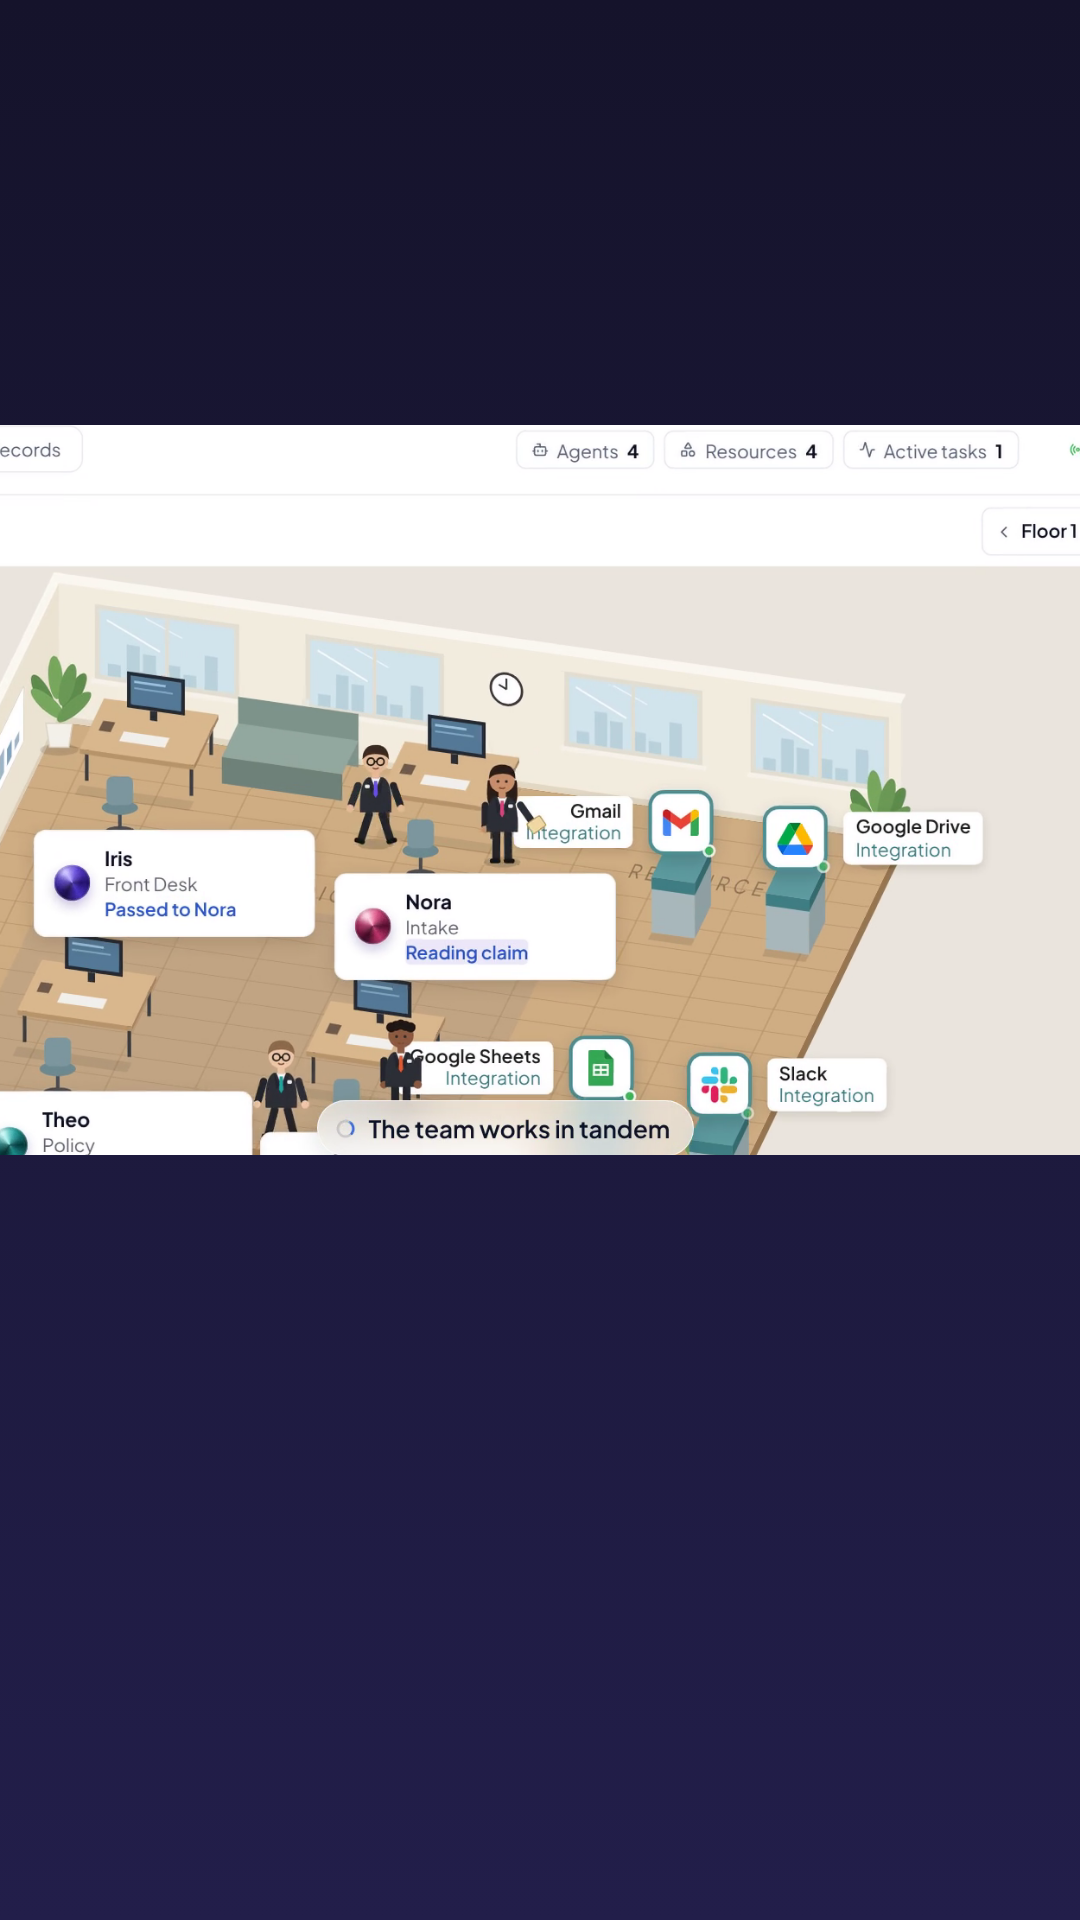 ecords
Agents 4
Resources 4
Active tasks 1
Floor 1
Gmail
Integration
Google Drive
Integration
Iris
Front Desk
Passed to Nora
Nora
Intake
Reading claim
Google Sheets
Integration
Slack
Integration
Theo
Policy
The team works in tandem